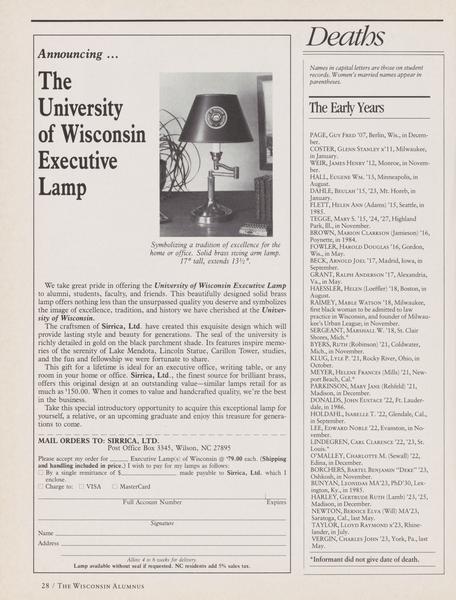 Announcing ...
The
University
of Wisconsin
Executive
Lamp
Symbolizing a tradition of excellence for the
home or office. Solid brass swing arm lamp.
17" tall, extends 13½".
We take great pride in offering the University of Wisconsin Executive Lamp
to alumni, students, faculty, and friends. This beautifully designed solid brass
lamp offers nothing less than the unsurpassed quality you deserve and symbolizes
the image of excellence, tradition, and history we have cherished at the Univer-
sity of Wisconsin.
The craftsmen of Sirrica, Ltd. have created this exquisite design which will
provide lasting style and beauty for generations. The seal of the university is
richly detailed in gold on the black parchment shade. Its features inspire memo-
ries of the serenity of Lake Mendota, Lincoln Statue, Carillon Tower, studies,
and the fun and fellowship we were fortunate to share.
This gift for a lifetime is ideal for an executive office, writing table, or any
room in your home or office. Sirrica, Ltd., the finest source for brilliant brass,
offers this original design at an outstanding value—similar lamps retail for as
much as $150.00. When it comes to value and handcrafted quality, we're the best
in the business.
Take this special introductory opportunity to acquire this exceptional lamp for
yourself, a relative, or an upcoming graduate and enjoy this treasure for genera-
tions to come.
MAIL ORDERS TO: SIRRICA, LTD.
Post Office Box 3345, Wilson, NC 27895
Please accept my order for ____ Executive Lamp(s) of Wisconsin @ $79.00 each. (Shipping
and handling included in price.) I wish to pay for my lamps as follows:
☐ By a single remittance of $____ made payable to Sirrica, Ltd. which I
enclose.
☐ Charge to: ☐ VISA ☐ MasterCard
Full Account Number Expires
Signature
Name
Address
Allow 4 to 6 weeks for delivery.
Lamp available without seal if requested. NC residents add 5% sales tax.
28 / THE WISCONSIN ALUMNUS
Deaths
Names in capital letters are those on student
records. Women's married names appear in
parentheses.
The Early Years
PAGE, GUY FRED '07, Berlin, Wis., in Decem-
ber.
COSTER, GLENN STANLEY x'11, Milwaukee,
in January.
WEIR, JAMES HENRY '12, Monroe, in Novem-
ber.
HALL, EUGENE WM. '13, Minneapolis, in
August.
DAHLE, BEULAH '15, '23, Mt. Horeb, in
January.
FLETT, HELEN ANN (Adams) '15, Seattle, in
1985.
TEGGE, MARY S. '15, '24, '27, Highland
Park, Ill., in November.
BROWN, MARION CLARKSON (Jamieson) '16,
Poynette, in 1984.
FOWLER, HAROLD DOUGLAS '16, Gordon,
Wis., in May.
BECK, ARNOLD JOEL '17, Madrid, Iowa, in
September.
GRANT, RALPH ANDERSON '17, Alexandria,
Va., in May.
HAESSLER, HELEN (Loeffler) '18, Boston, in
August.
RAIMEY, MABLE WATSON '18, Milwaukee,
first black woman to be admitted to law
practice in Wisconsin, and founder of Milwau-
kee's Urban League; in November.
SERGEANT, MARSHALL W. '18, St. Clair
Shores, Mich.*
BYERS, RUTH (Robinson) '21, Coldwater,
Mich., in November.
KLUG, LYLE P. '21, Rocky River, Ohio, in
October.
MEYER, HELENE FRANCES (Mills) '21, New-
port Beach, Cal.*
PARKINSON, MARY JANE (Rehfeld) '21,
Madison, in December.
DONALDS, JOHN EUSTACE '22, Ft. Lauder-
dale, in 1986.
HOLDAHL, ISABELLE T. '22, Glendale, Cal.,
in September.
LEE, EDWARD NOBLE '22, Evanston, in No-
vember.
LINDEGREN, CARL CLARENCE '22, '23, St.
Louis.*
O'MALLEY, CHARLOTTE M. (Sewall) '22,
Edina, in December.
BORCHERS, BARTEL BENJAMIN "DEKE" '23,
Oshkosh, in November.
BUNYAN, LEONIDAS MA'23, PhD'30, Lex-
ington, Ky., in 1985.
HARLEY, GERTRUDE RUTH (Lamb) '23, '25,
Madison, in December.
NEWTON, BERNICE ELVA (Will) MA'23,
Saratoga, Cal., last May.
TAYLOR, LLOYD RAYMOND x'23, Rhine-
lander, in July.
VERGIN, CHARLES JOHN '23, York, Pa., last
May.
*Informant did not give date of death.